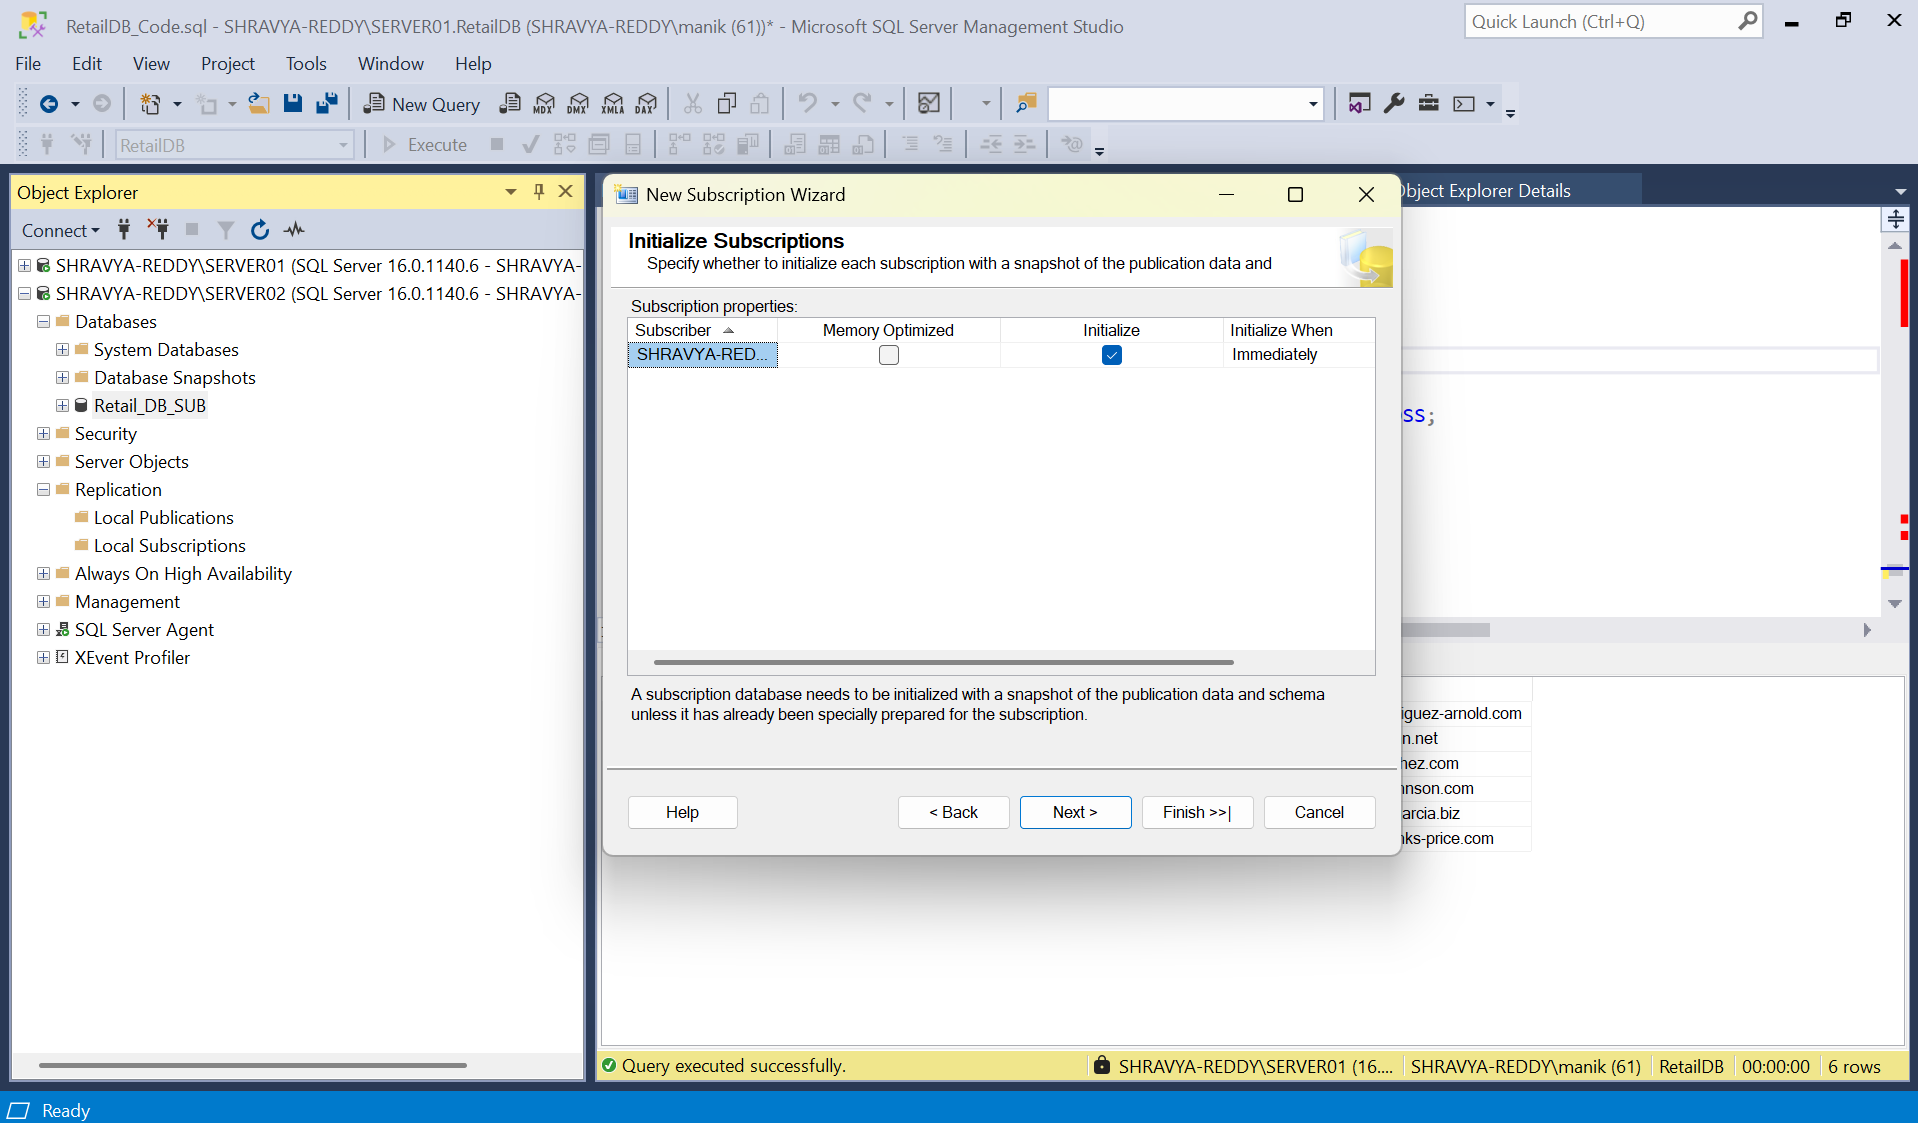 RetailDB_Code.sql - SHRAVYA-REDDY\SERVER01.RetailDB (SHRAVYA-REDDY\manik (61))* - Microsoft SQL Server Management Studio
Quick Launch (Ctrl+Q)
File Edit View Project Tools Window Help
New Query MDX DMX XMLA DAX
RetailDB Execute
Object Explorer
Connect
SHRAVYA-REDDY\SERVER01 (SQL Server 16.0.1140.6 - SHRAVYA-
SHRAVYA-REDDY\SERVER02 (SQL Server 16.0.1140.6 - SHRAVYA-
Databases
System Databases
Database Snapshots
Retail_DB_SUB
Security
Server Objects
Replication
Local Publications
Local Subscriptions
Always On High Availability
Management
SQL Server Agent
XEvent Profiler
New Subscription Wizard
Initialize Subscriptions
Specify whether to initialize each subscription with a snapshot of the publication data and
Subscription properties:
Subscriber Memory Optimized Initialize Initialize When
SHRAVYA-RED... Immediately
A subscription database needs to be initialized with a snapshot of the publication data and schema
unless it has already been specially prepared for the subscription.
Help < Back Next > Finish >>| Cancel
Object Explorer Details
ss;
iguez-arnold.com
n.net
hez.com
nson.com
arcia.biz
ks-price.com
Query executed successfully.
SHRAVYA-REDDY\SERVER01 (16.... SHRAVYA-REDDY\manik (61) RetailDB 00:00:00 6 rows
Ready